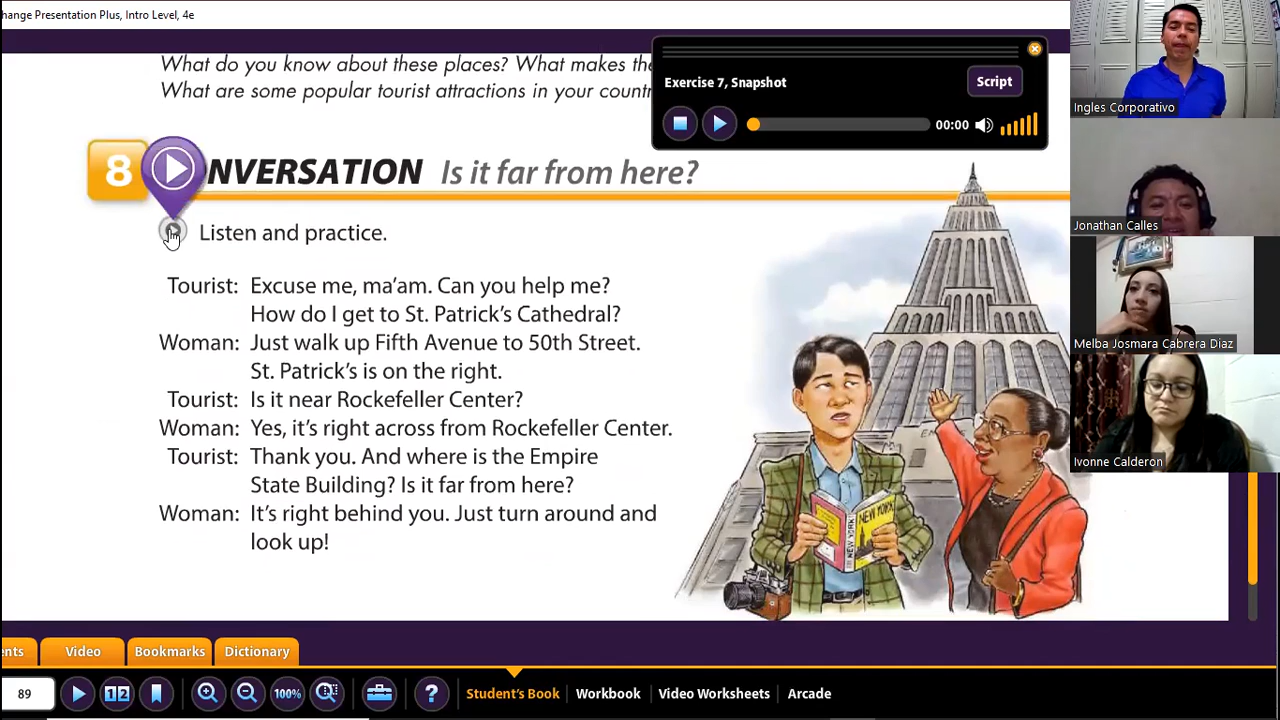 hange Presentation Plus, Intro Level, 4e
What do you know about these places? What makes the
What are some popular tourist attractions in your count
Exercise 7, Snapshot
Script
00:00
8 NVERSATION Is it far from here?
Listen and practice.
Tourist: Excuse me, ma'am. Can you help me?
How do I get to St. Patrick's Cathedral?
Woman: Just walk up Fifth Avenue to 50th Street.
St. Patrick's is on the right.
Tourist: Is it near Rockefeller Center?
Woman: Yes, it's right across from Rockefeller Center.
Tourist: Thank you. And where is the Empire
State Building? Is it far from here?
Woman: It's right behind you. Just turn around and
look up!
NEW YORK
NEW YORK
Ingles Corporativo
Jonathan Calles
Melba Josmara Cabrera Diaz
Ivonne Calderon
nts Video Bookmarks Dictionary
89 1 2 100% ? Student's Book Workbook Video Worksheets Arcade